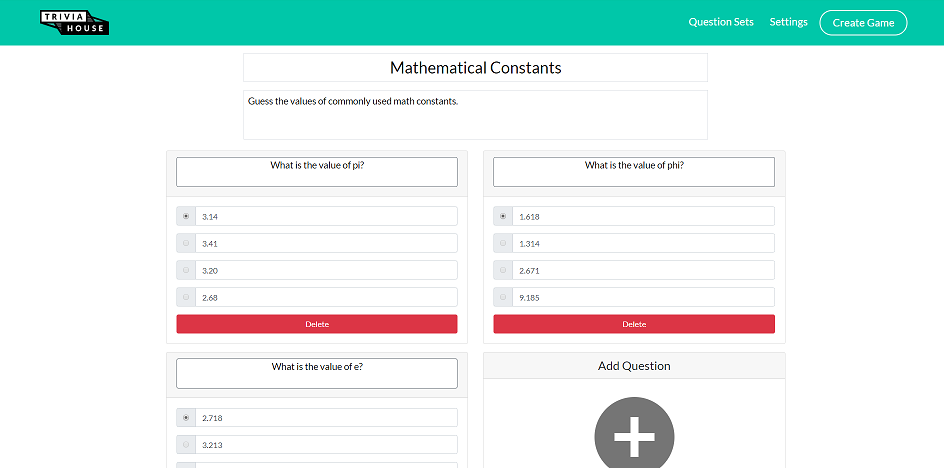 TRIVIA
HOUSE
Question Sets
Settings
Create Game
Mathematical Constants
Guess the values of commonly used math constants.
What is the value of pi?
3.14
3.41
3.20
2.68
Delete
What is the value of phi?
1.618
1.314
2.671
9.185
Delete
What is the value of e?
2.718
3.213
Add Question